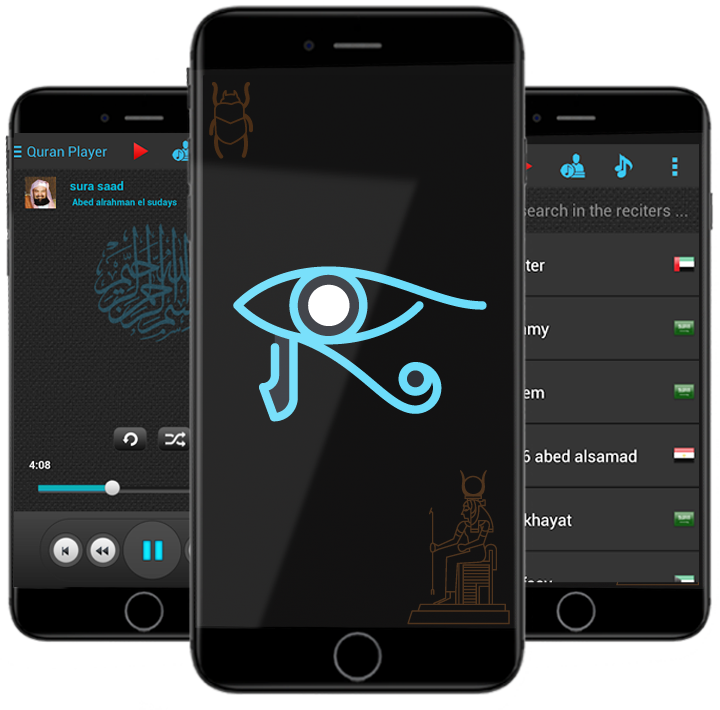 Quran Player
sura saad
Abed alrahman el sudays
4:08
earch in the reciters ...
ter
my
em
6 abed alsamad
khayat